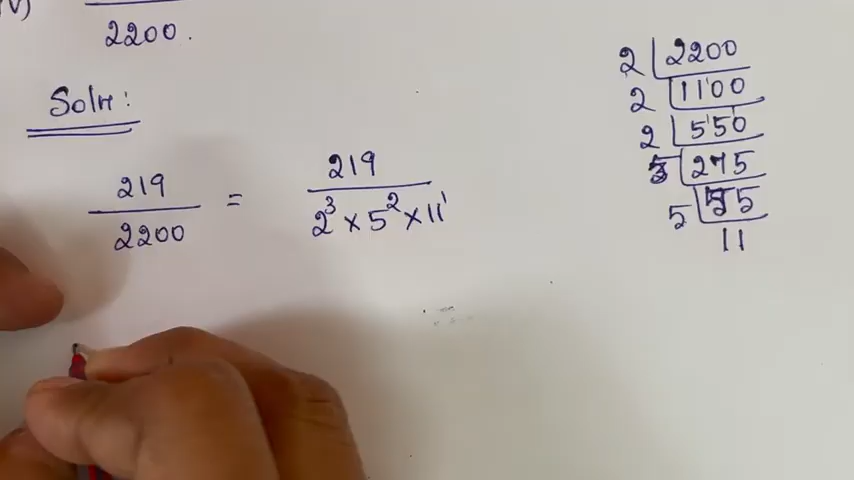 V)
2200.
Soln:
219
2200
=
219
2³ × 5² × 11¹
2 | 2200
2 | 1100
2 | 550
5 | 275
5 | 55
11